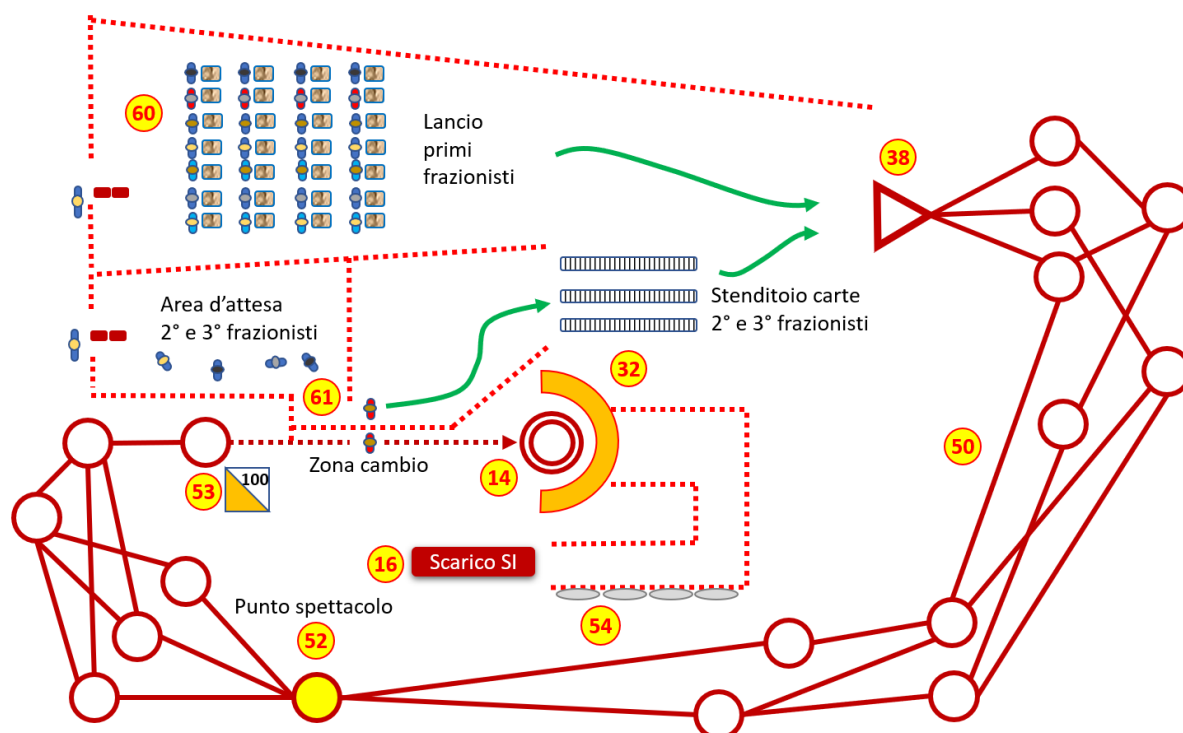 60
Lancio
primi
frazionisti
38
Area d'attesa
2° e 3° frazionisti
Stenditoio carte
2° e 3° frazionisti
61
32
Zona cambio
14
50
53
100
16
Scarico SI
Punto spettacolo
52
54